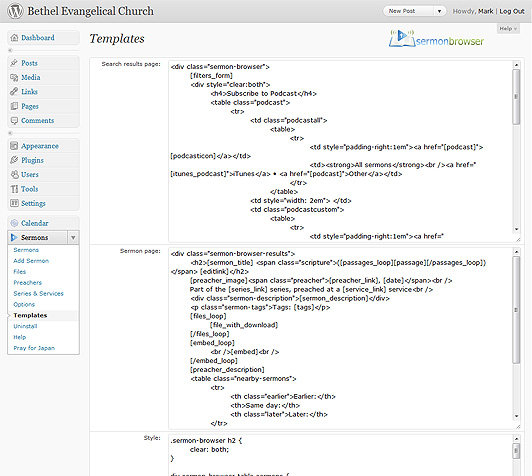 Bethel Evangelical Church
New Post
Howdy, Mark | Log Out
Help
Dashboard
Posts
Media
Links
Pages
Comments
Appearance
Plugins
Users
Tools
Settings
Calendar
Sermons
Sermons
Add Sermon
Files
Preachers
Series & Services
Options
Templates
Uninstall
Help
Pray for Japan
Templates
sermonbrowser
Search results page:
<div class="sermon-browser">
[filters_form]
<div style="clear:both">
<h4>Subscribe to Podcast</h4>
<table class="podcast">
<tr>
<td class="podcastall">
<table>
<tr>
<td style="padding-right:1em"><a href="[podcast]">
[podcasticon]</a></td>
<td><strong>All sermons</strong><br /><a href="
[itunes_podcast]">iTunes</a> • <a href="[podcast]">Other</a></td>
</tr>
</table>
<td style="width: 2em"> </td>
<td class="podcastcustom">
<table>
<tr>
<td style="padding-right:1em"><a href="
Sermon page:
<div class="sermon-browser-results">
<h2>[sermon_title] <span class="scripture">([passages_loop][passage][/passages_loop])
</span> [editlink]</h2>
[preacher_image]<span class="preacher">[preacher_link], [date]</span><br />
Part of the [series_link] series, preached at a [service_link] service<br />
<div class="sermon-description">[sermon_description]</div>
<p class="sermon-tags">Tags: [tags]</p>
[files_loop]
[file_with_download]
[/files_loop]
[embed_loop]
<br />[embed]<br />
[/embed_loop]
[preacher_description]
<table class="nearby-sermons">
<tr>
<th class="earlier">Earlier:</th>
<th>Same day:</th>
<th class="later">Later:</th>
</tr>
Style:
.sermon-browser h2 {
clear: both;
}
div.sermon-browser table.sermons {